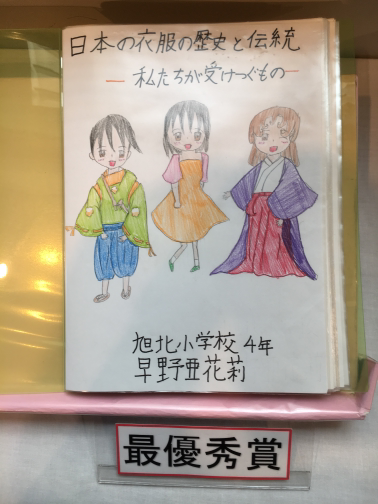 日本の衣服の歴史と伝統
― 私たちが受けつぐもの ―
旭北小学校 4年
早野亜花莉
最優秀賞